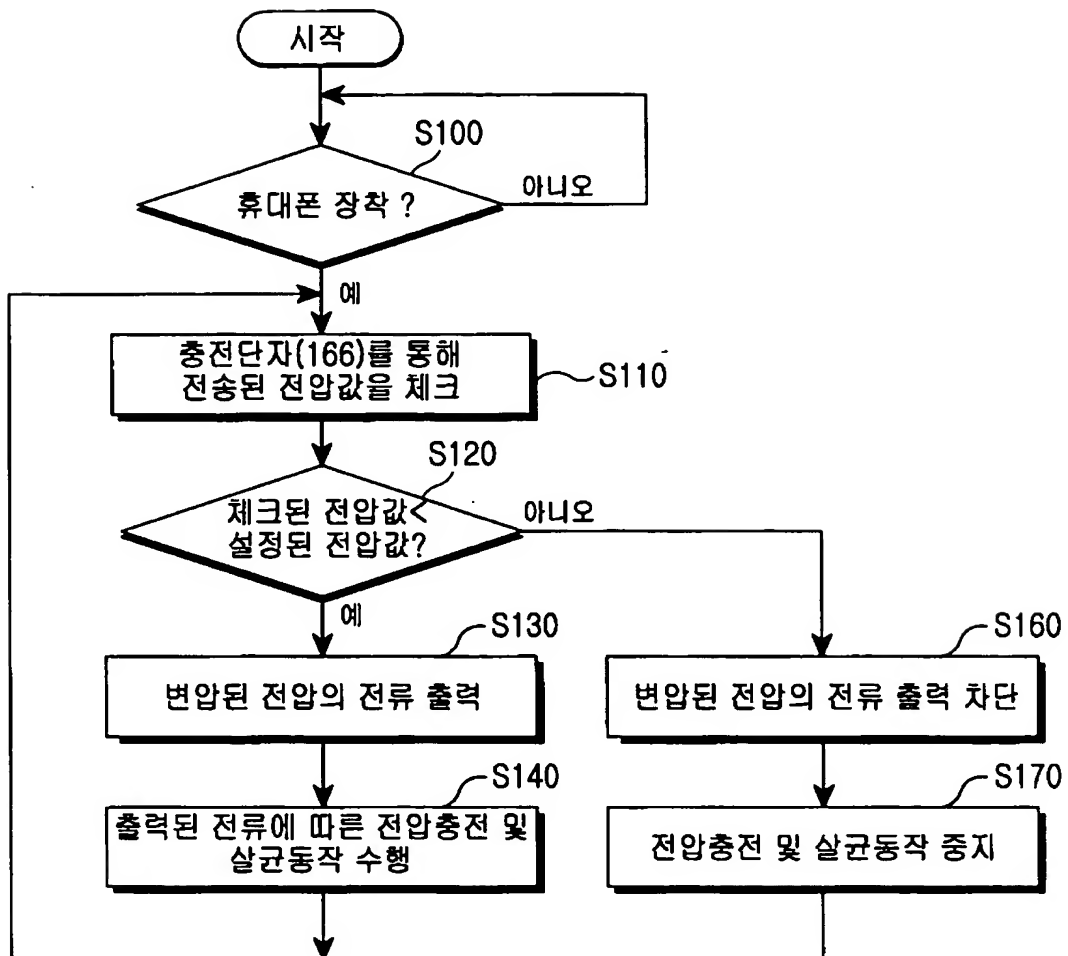 시작
S100
휴대폰 장착 ?
아니오
예
충전단자(166)를 통해
전송된 전압값을 체크
S110
S120
체크된 전압값<
설정된 전압값?
아니오
예
S130
변압된 전압의 전류 출력
S160
변압된 전압의 전류 출력 차단
S140
출력된 전류에 따른 전압충전 및
살균동작 수행
S170
전압충전 및 살균동작 중지